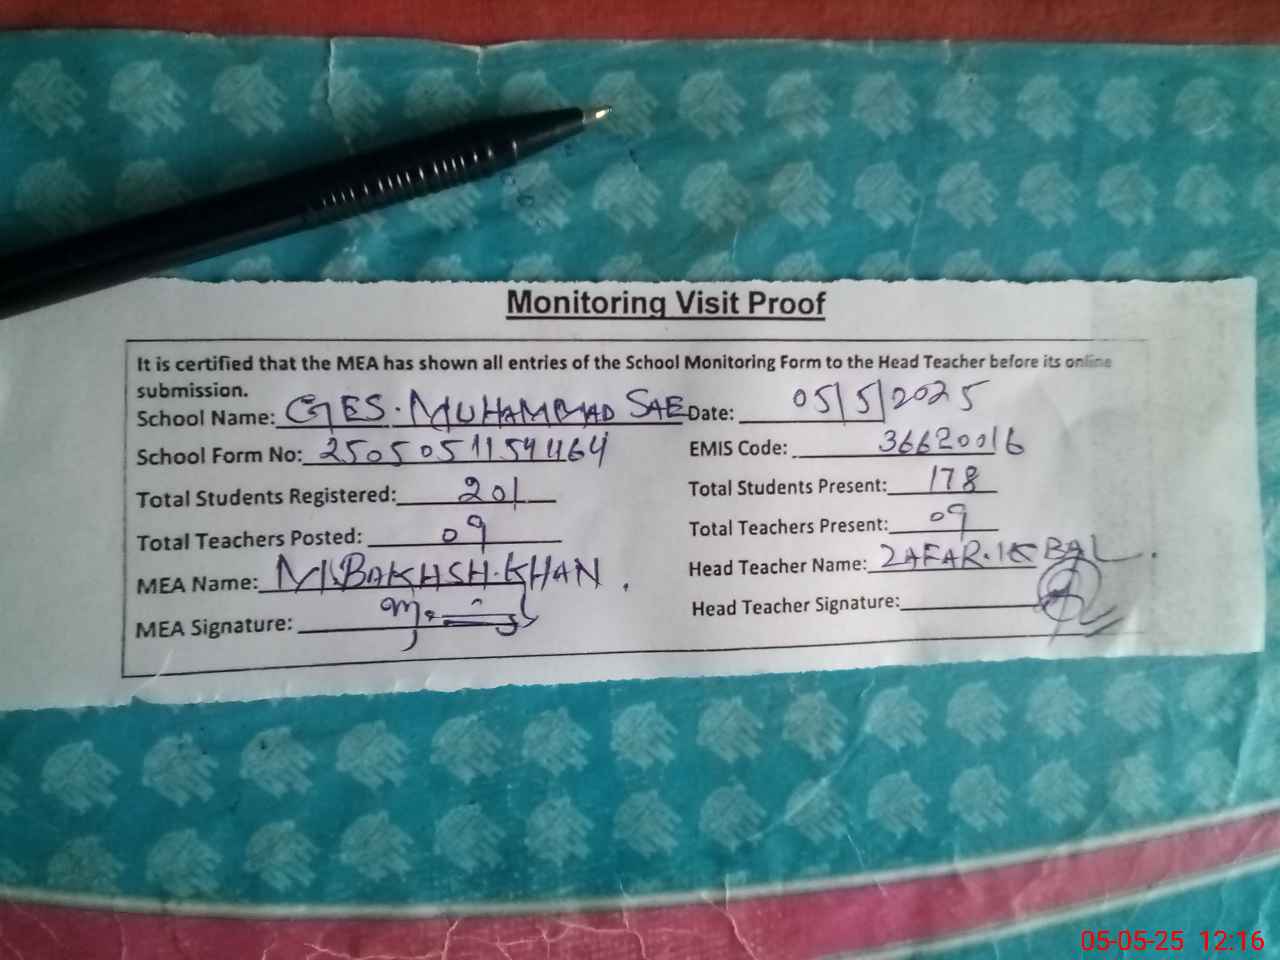 Monitoring Visit Proof
It is certified that the MEA has shown all entries of the School Monitoring Form to the Head Teacher before its online
submission.
School Name: GES. MUHAMMAD SAE Date: 05/5/2025
School Form No: EMIS Code: 36620016
Total Students Registered: 201 Total Students Present: 178
Total Teachers Posted: 09 Total Teachers Present: 09
MEA Name: M.BAKHSH.KHAN. Head Teacher Name: ZAFAR.IQBAL.
MEA Signature: Head Teacher Signature:
05-05-25 12:16